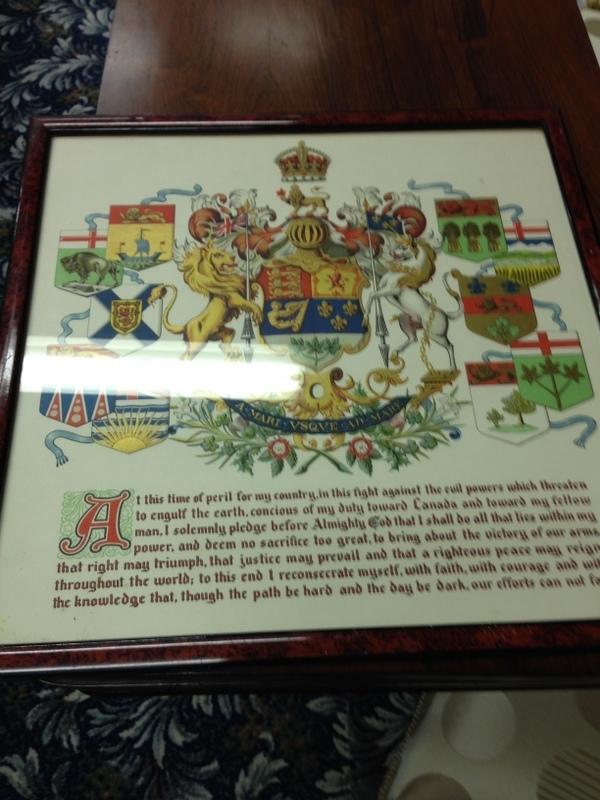 A MARI VSQVE AD MARE
At this time of peril for my country, in this fight against the evil powers which threaten
to engulf the earth, concious of my duty toward Canada and toward my fellow
man, I solemnly pledge before Almighty God that I shall do all that lies within my
power, and deem no sacrifice too great, to bring about the victory of our arms
that right may triumph, that justice may prevail and that a righteous peace may reign
throughout the world; to this end I reconsecrate myself, with faith, with courage and
the knowledge that, though the path be hard and the day be dark, our efforts can not